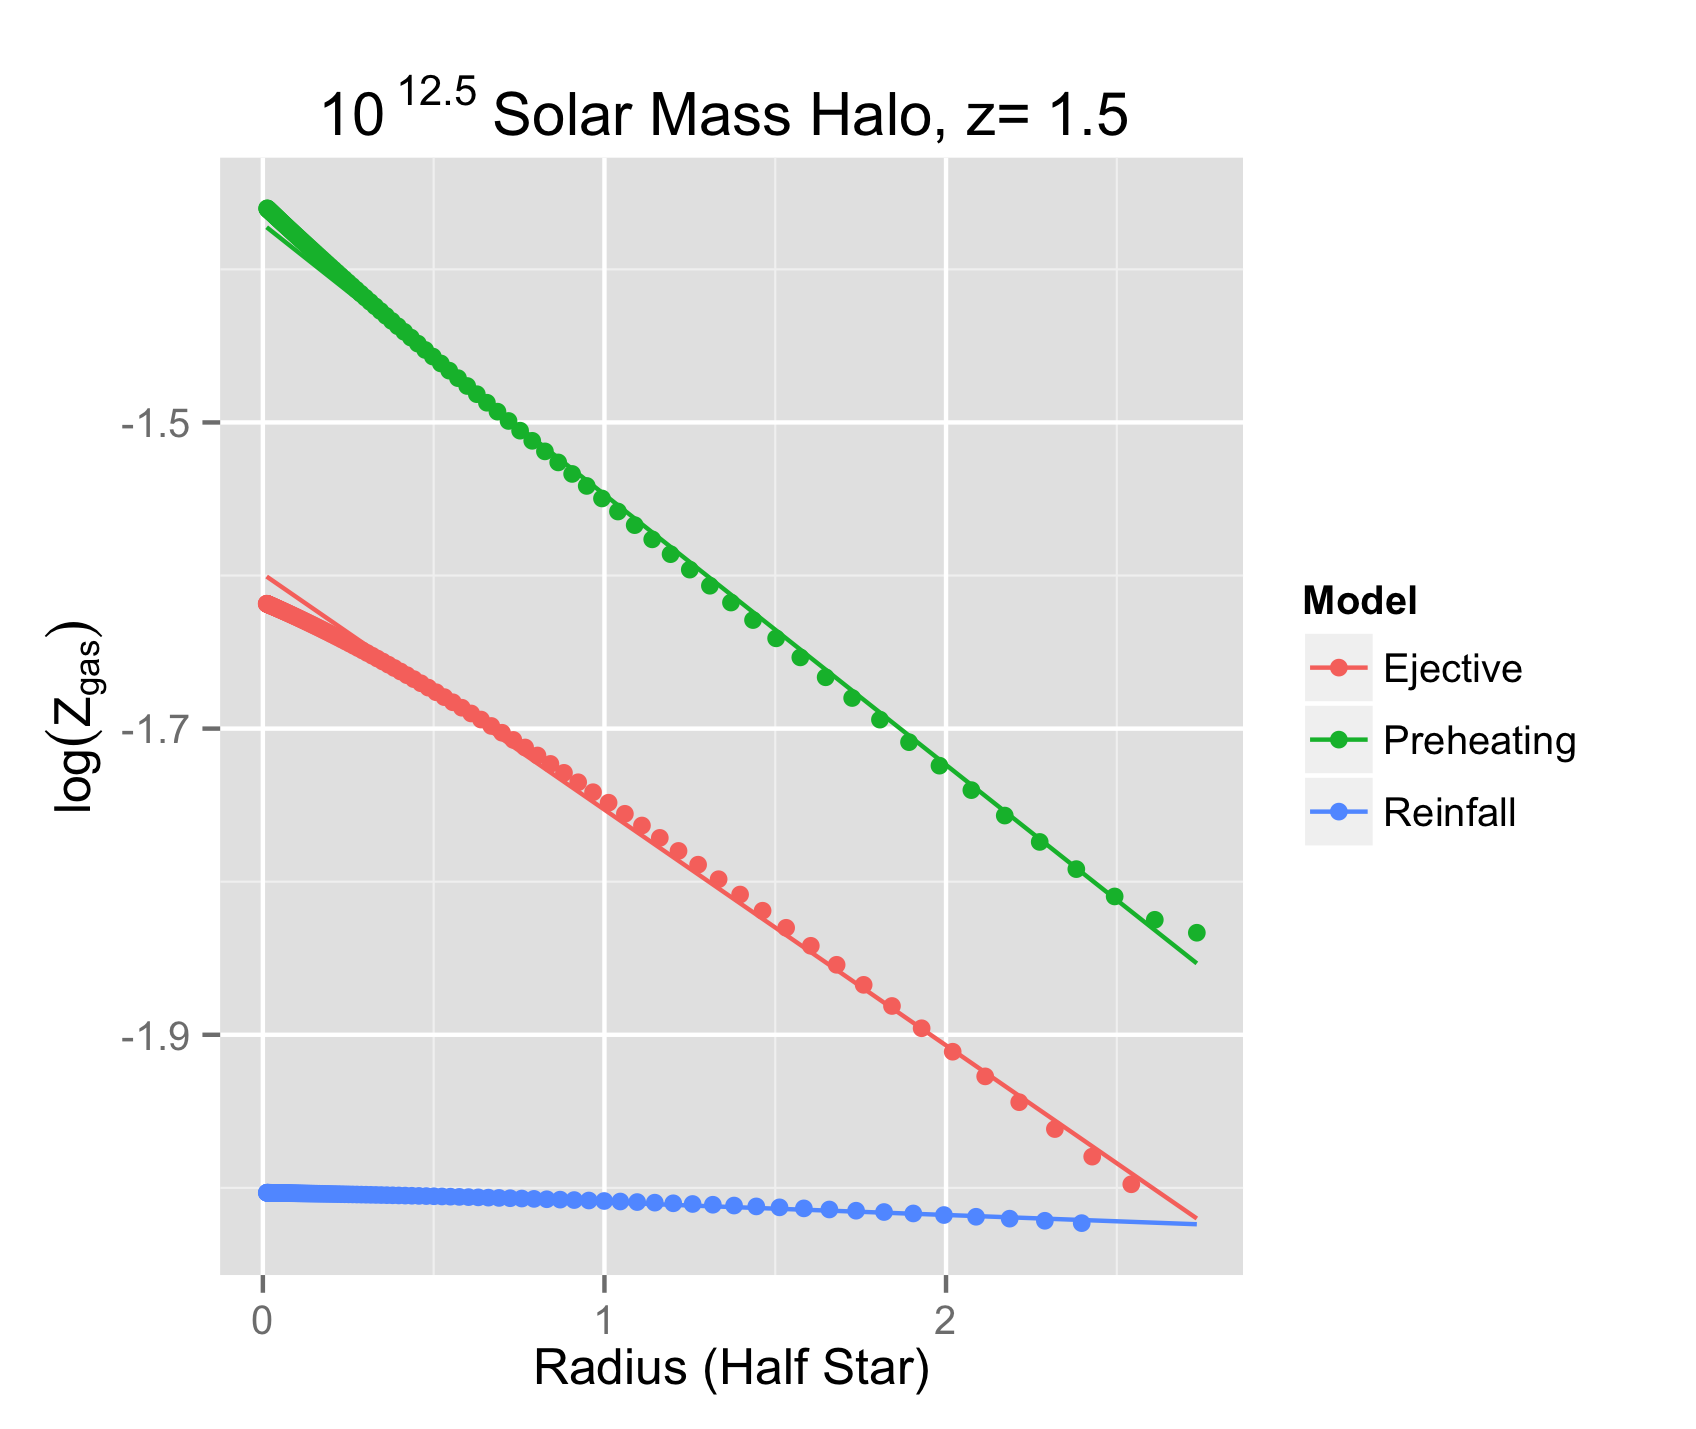 10 12.5 Solar Mass Halo, z= 1.5
log(Zgas)
-1.5
-1.7
-1.9
0 1 2
Radius (Half Star)
Model
Ejective
Preheating
Reinfall